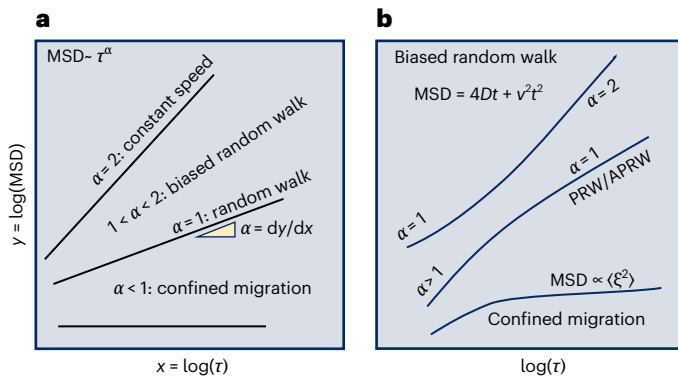 a
MSD~ τ^α
α = 2: constant speed
1 < α < 2: biased random walk
α = 1: random walk
α = dy/dx
α < 1: confined migration
y = log(MSD)
x = log(τ)
b
Biased random walk
MSD = 4Dt + v²t²
α = 2
α = 1
α = 1
PRW/APRW
α > 1
MSD ∝ ⟨ξ²⟩
Confined migration
log(τ)